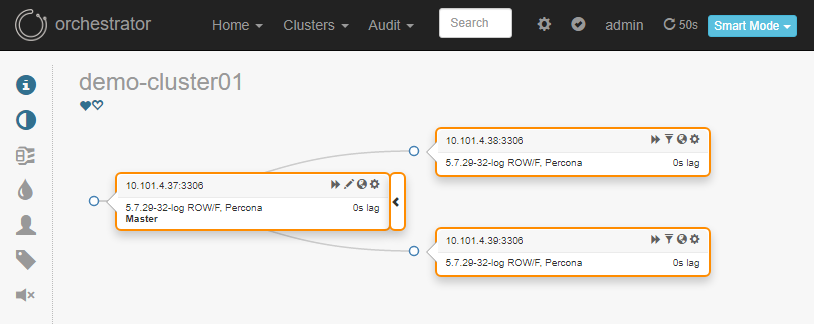 orchestrator Home Clusters Audit Search admin 50s Smart Mode
demo-cluster01
10.101.4.38:3306
5.7.29-32-log ROW/F, Percona 0s lag
10.101.4.37:3306
5.7.29-32-log ROW/F, Percona 0s lag
Master
10.101.4.39:3306
5.7.29-32-log ROW/F, Percona 0s lag